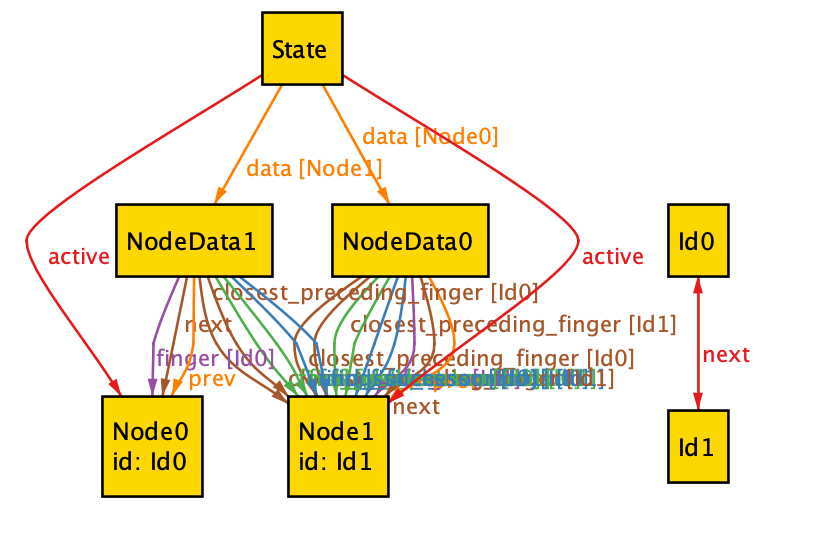 State
data [Node0]
data [Node1]
NodeData1
NodeData0
Id0
active
active
closest_preceding_finger [Id0]
next
closest_preceding_finger [Id1]
finger [Id0]
closest_preceding_finger [Id0]
next
prev
next
Node0
id: Id0
Node1
id: Id1
Id1